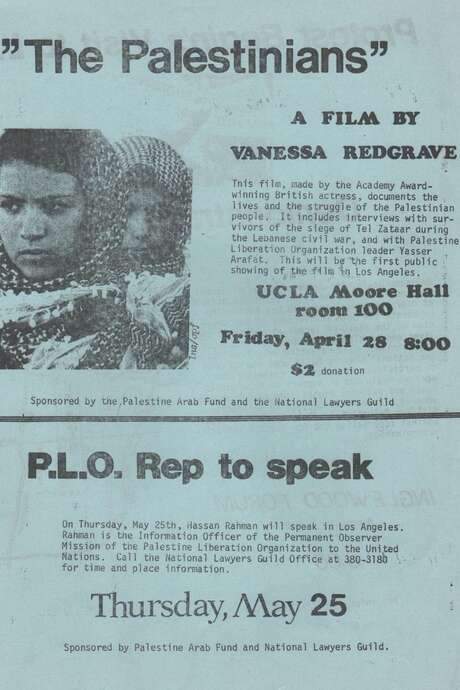 "The Palestinians"
A FILM BY
VANESSA REDGRAVE
This film, made by the Academy Award-
winning British actress, documents the
lives and the struggle of the Palestinian
people. It includes interviews with sur-
vivors of the siege of Tel Zataar during
the Lebanese civil war, and with Palestine
Liberation Organization leader Yasser
Arafat. This will be the first public
showing of the film in Los Angeles.
UCLA Moore Hall
room 100
Friday, April 28 8:00
$2 donation
Sponsored by the Palestine Arab Fund and the National Lawyers Guild
P.L.O. Rep to speak
On Thursday, May 25th, Hassan Rahman will speak in Los Angeles.
Rahman is the Information Officer of the Permanent Observer
Mission of the Palestine Liberation Organization to the United
Nations. Call the National Lawyers Guild Office at 380-3180
for time and place information.
Thursday, May 25
Sponsored by Palestine Arab Fund and National Lawyers Guild.